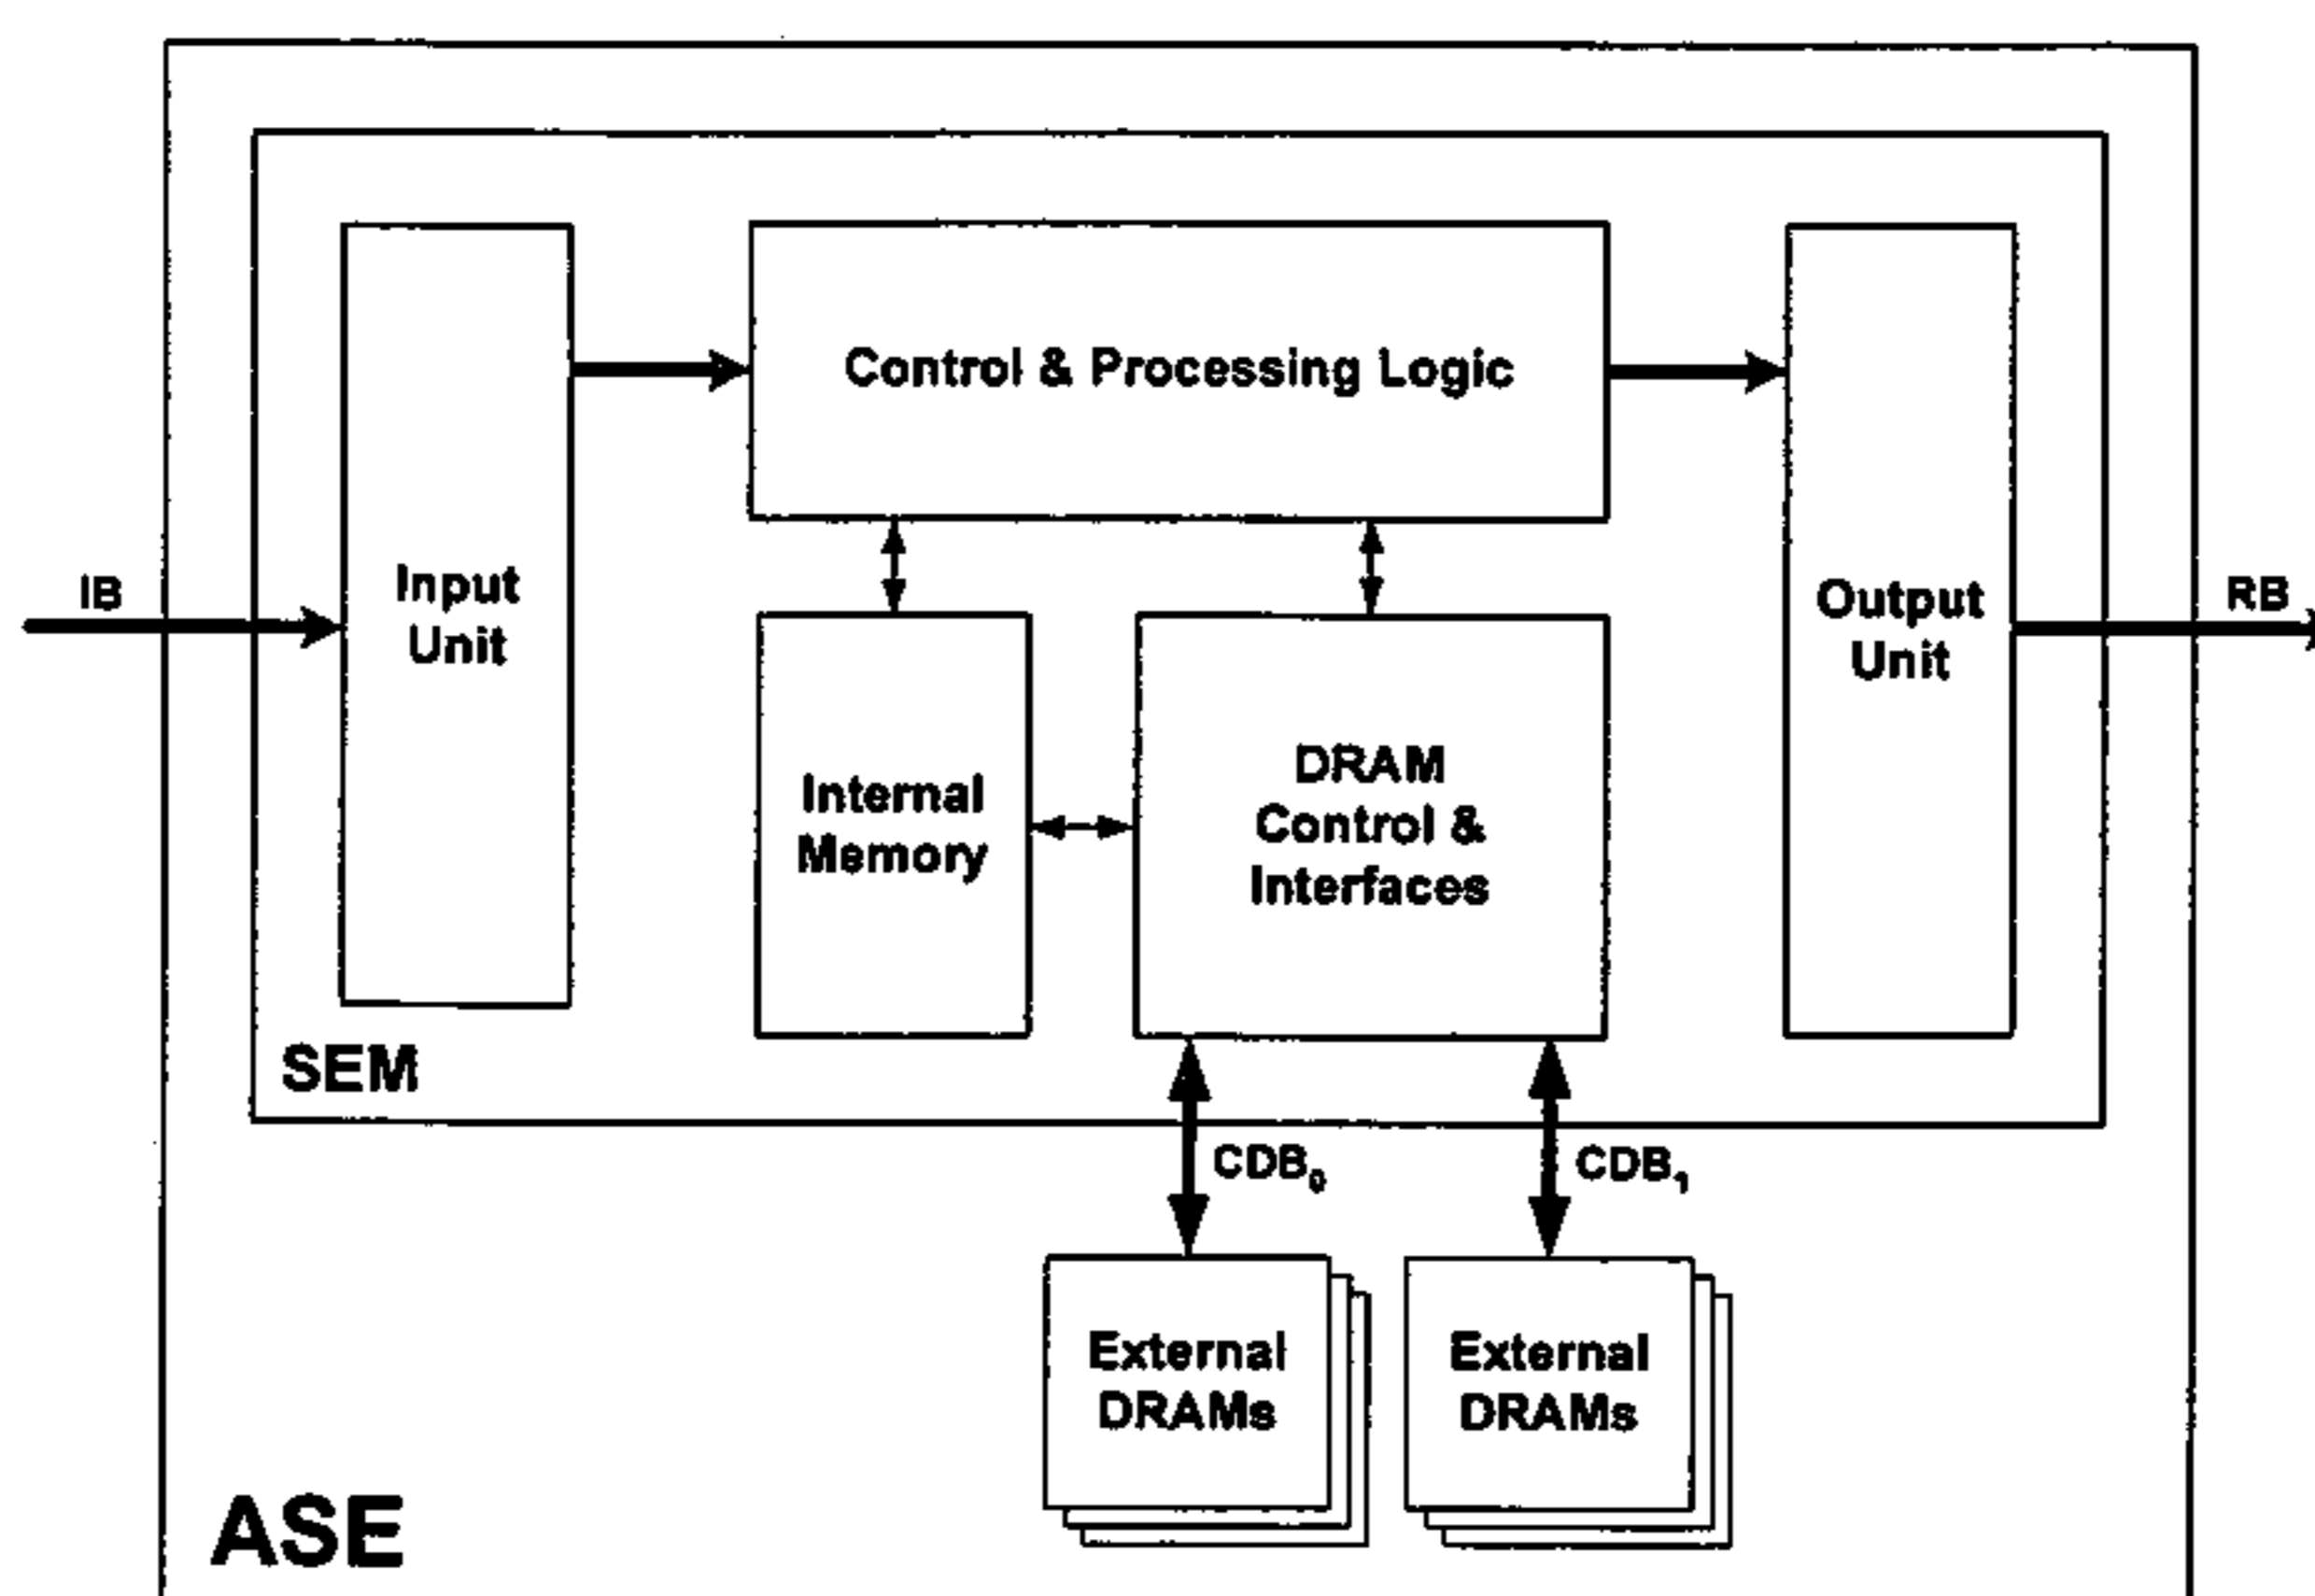 Control & Processing Logic
IB
Input
Unit
Output
Unit
RB
Internal
Memory
DRAM
Control &
Interfaces
SEM
CDB₀
CDB₁
External
DRAMs
External
DRAMs
ASE